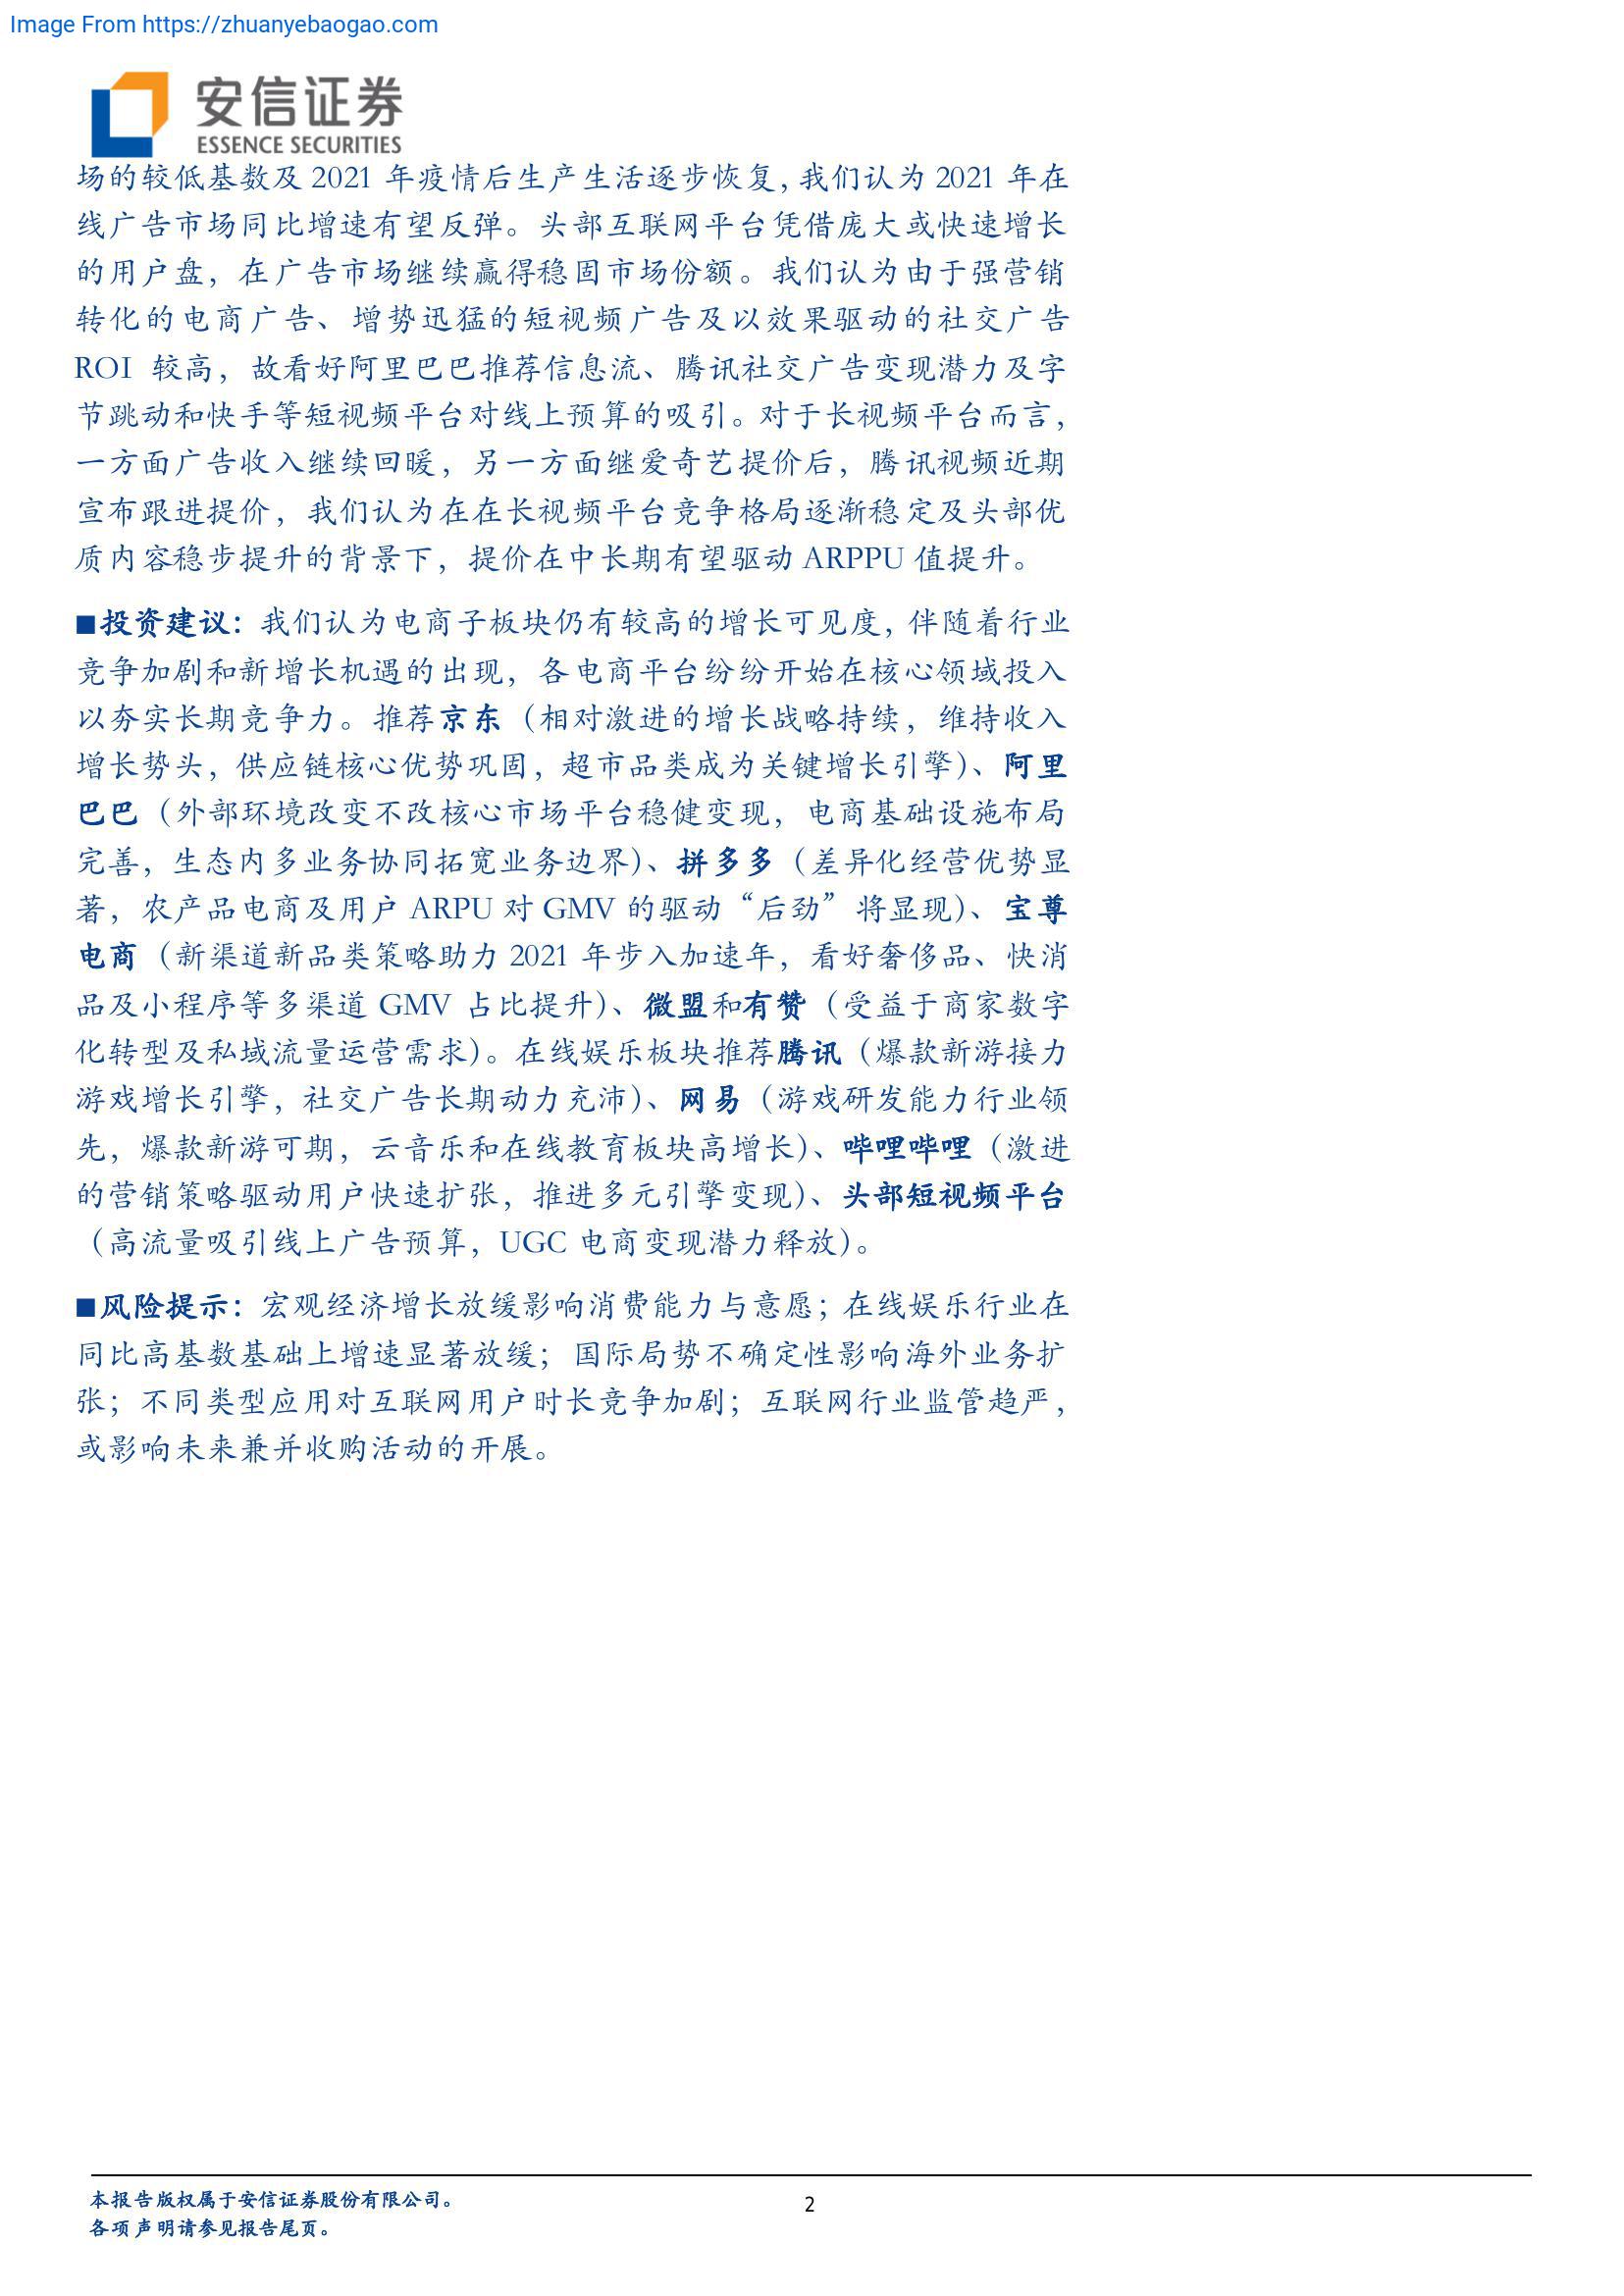 Image From https://zhuanyebaogao.com
安信证券
ESSENCE SECURITIES
场的较低基数及 2021 年疫情后生产生活逐步恢复，我们认为 2021 年在
线广告市场同比增速有望反弹。头部互联网平台凭借庞大或快速增长
的用户盘，在广告市场继续赢得稳固市场份额。我们认为由于强营销
转化的电商广告、增势迅猛的短视频广告及以效果驱动的社交广告
ROI 较高，故看好阿里巴巴推荐信息流、腾讯社交广告变现潜力及字
节跳动和快手等短视频平台对线上预算的吸引。对于长视频平台而言，
一方面广告收入继续回暖，另一方面继爱奇艺提价后，腾讯视频近期
宣布跟进提价，我们认为在在长视频平台竞争格局逐渐稳定及头部优
质内容稳步提升的背景下，提价在中长期有望驱动 ARPPU 值提升。
■投资建议：我们认为电商子板块仍有较高的增长可见度，伴随着行业
竞争加剧和新增长机遇的出现，各电商平台纷纷开始在核心领域投入
以夯实长期竞争力。推荐京东（相对激进的增长战略持续，维持收入
增长势头，供应链核心优势巩固，超市品类成为关键增长引擎）、阿里
巴巴（外部环境改变不改核心市场平台稳健变现，电商基础设施布局
完善，生态内多业务协同拓宽业务边界）、拼多多（差异化经营优势显
著，农产品电商及用户 ARPU 对 GMV 的驱动“后劲”将显现）、宝尊
电商（新渠道新品类策略助力 2021 年步入加速年，看好奢侈品、快消
品及小程序等多渠道 GMV 占比提升）、微盟和有赞（受益于商家数字
化转型及私域流量运营需求）。在线娱乐板块推荐腾讯（爆款新游接力
游戏增长引擎，社交广告长期动力充沛）、网易（游戏研发能力行业领
先，爆款新游可期，云音乐和在线教育板块高增长）、哔哩哔哩（激进
的营销策略驱动用户快速扩张，推进多元引擎变现）、头部短视频平台
（高流量吸引线上广告预算，UGC 电商变现潜力释放）。
■风险提示：宏观经济增长放缓影响消费能力与意愿；在线娱乐行业在
同比高基数基础上增速显著放缓；国际局势不确定性影响海外业务扩
张；不同类型应用对互联网用户时长竞争加剧；互联网行业监管趋严，
或影响未来兼并收购活动的开展。
本报告版权属于安信证券股份有限公司。
各项声明请参见报告尾页。
2